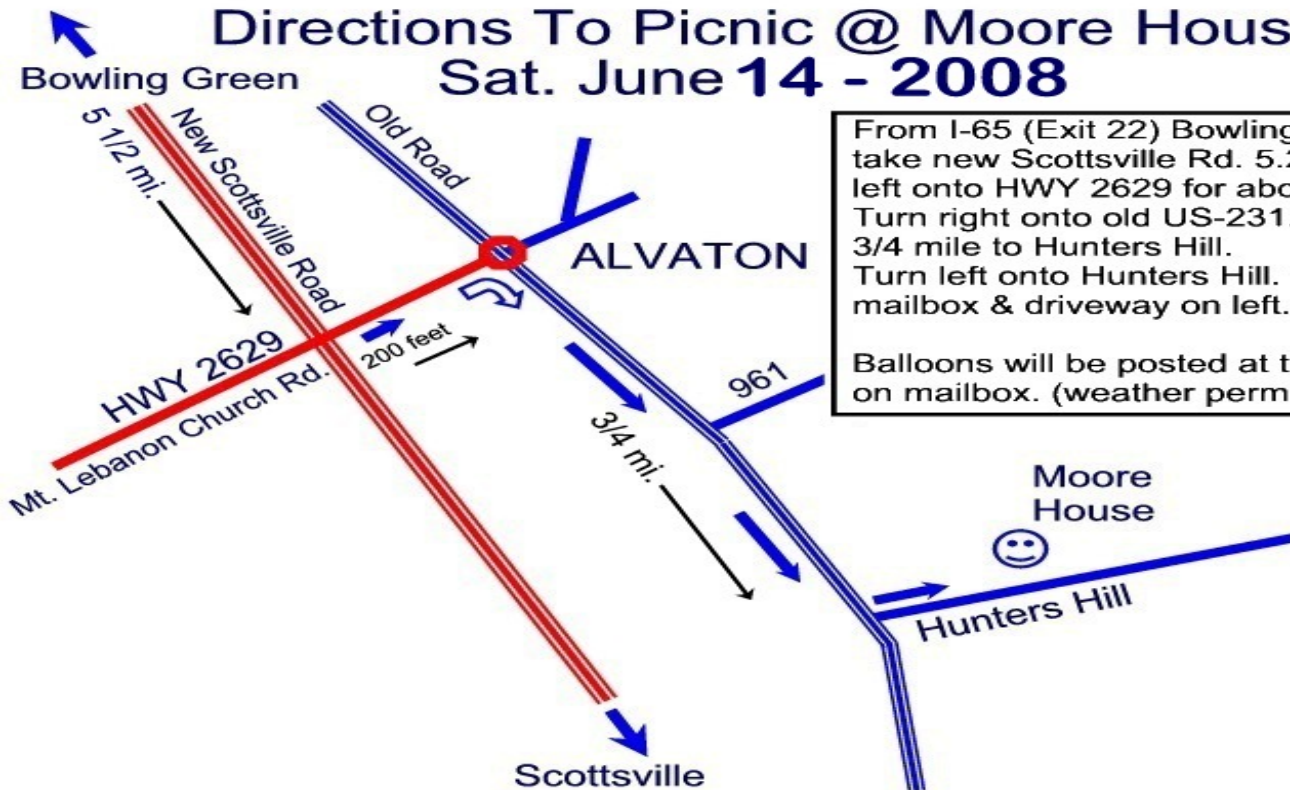 Directions To Picnic @ Moore Hous
Sat. June 14 - 2008
Bowling Green
5 1/2 mi.
New Scottsville Road
Old Road
From I-65 (Exit 22) Bowling
take new Scottsville Rd. 5.2
left onto HWY 2629 for abo
Turn right onto old US-231.
3/4 mile to Hunters Hill.
Turn left onto Hunters Hill.
mailbox & driveway on left.
Balloons will be posted at t
on mailbox. (weather perm
ALVATON
HWY 2629
Mt. Lebanon Church Rd.
200 feet
961
3/4 mi.
Moore
House
Hunters Hill
Scottsville